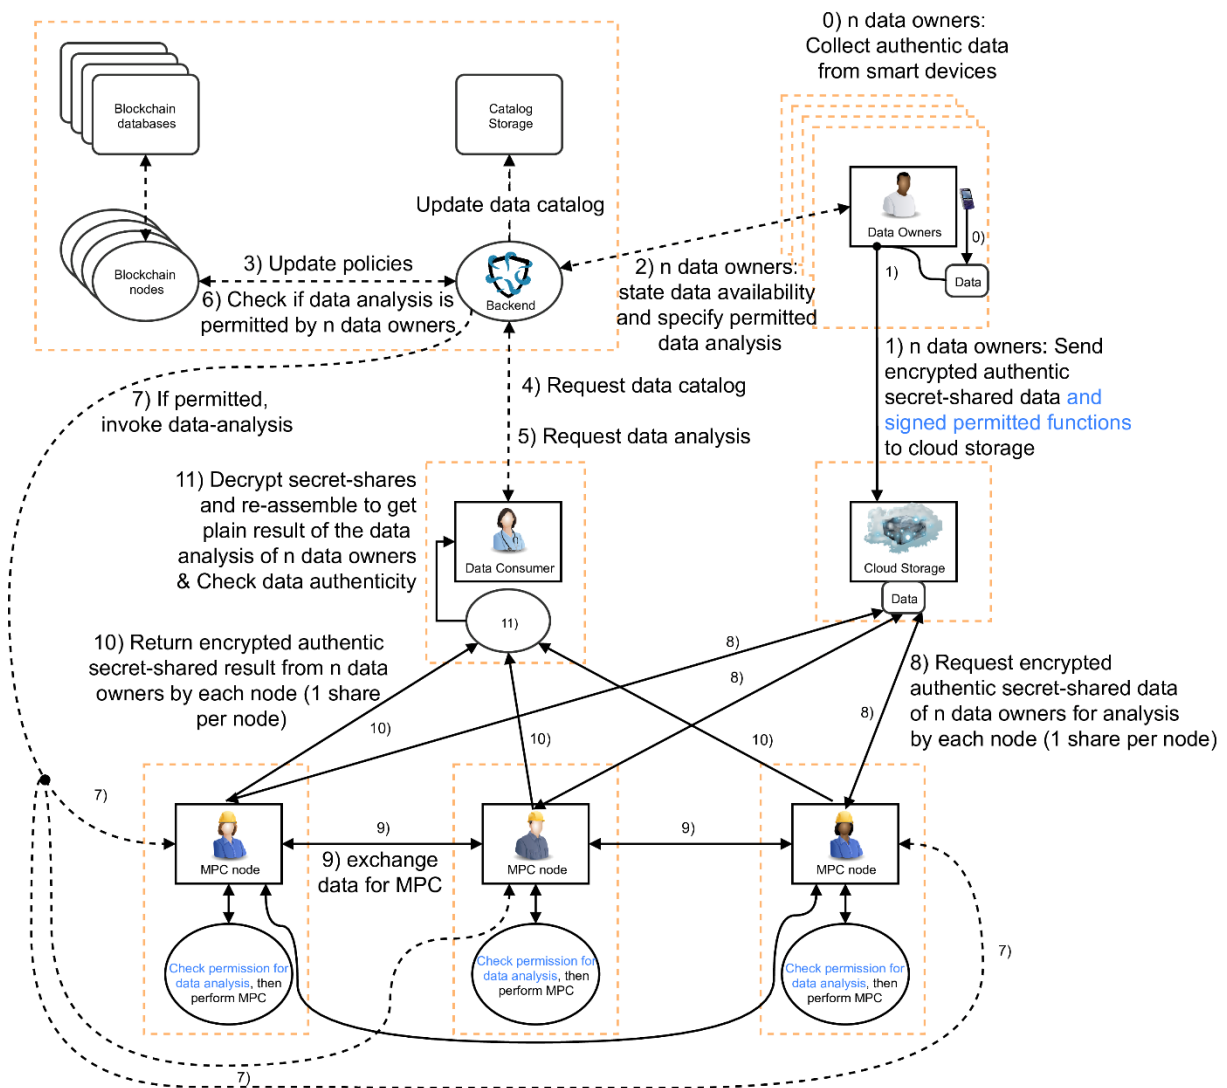 0) n data owners:
Collect authentic data
from smart devices
Blockchain
databases
Catalog
Storage
Update data catalog
Data Owners
0)
1)
Data
Blockchain
nodes
3) Update policies
6) Check if data analysis is
permitted by n data owners
Backend
2) n data owners:
state data availability
and specify permitted
data analysis
1) n data owners: Send
encrypted authentic
secret-shared data and
signed permitted functions
to cloud storage
4) Request data catalog
5) Request data analysis
7) If permitted,
invoke data-analysis
11) Decrypt secret-shares
and re-assemble to get
plain result of the data
analysis of n data owners
& Check data authenticity
Data Consumer
11)
Cloud Storage
Data
10) Return encrypted authentic
secret-shared result from n data
owners by each node (1 share
per node)
8)
8)
8)
8) Request encrypted
authentic secret-shared data
of n data owners for analysis
by each node (1 share per node)
10)
10)
10)
7)
MPC node
9)
9) exchange
data for MPC
MPC node
9)
MPC node
Check permission for
data analysis, then
perform MPC
Check permission for
data analysis, then
perform MPC
Check permission for
data analysis, then
perform MPC
7)
7)